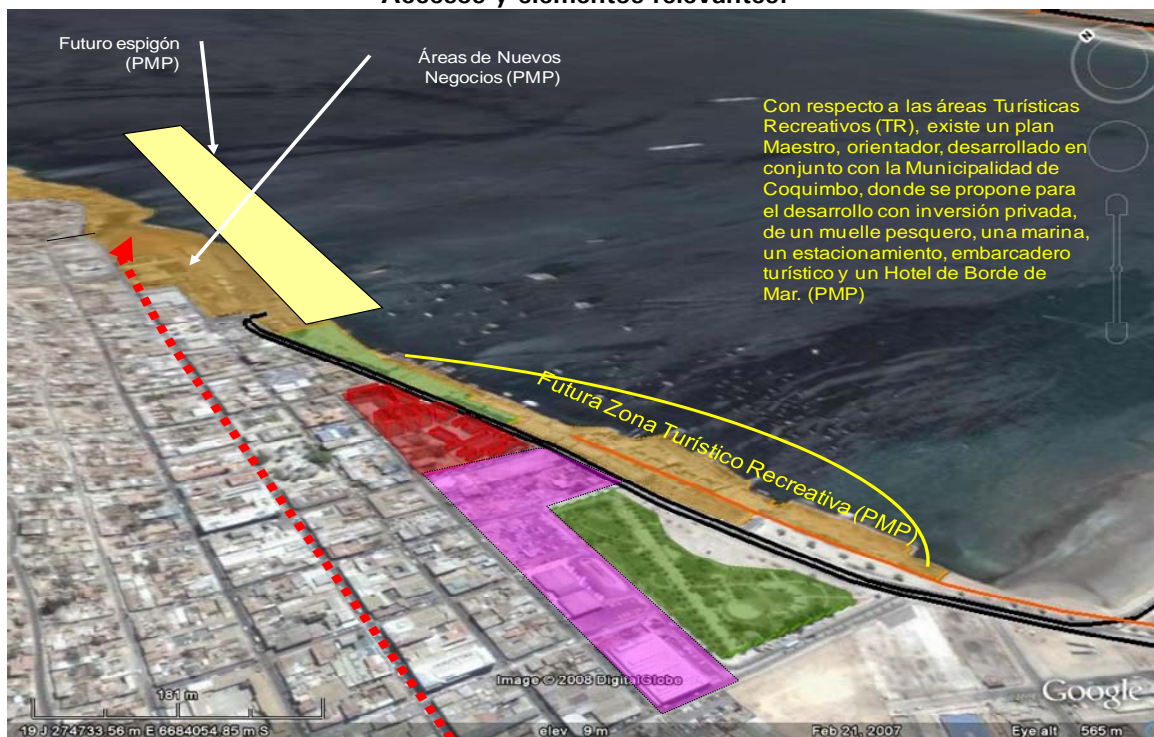 Accesos y elementos relevantes.
Futuro espigón
(PMP)
Áreas de Nuevos
Negocios (PMP)
N
Con respecto a las áreas Turísticas
Recreativos (TR), existe un plan
Maestro, orientador, desarrollado en
conjunto con la Municipalidad de
Coquimbo, donde se propone para
el desarrollo con inversión privada,
de un muelle pesquero, una marina,
un estacionamiento, embarcadero
turístico y un Hotel de Borde de
Mar. (PMP)
Futura Zona Turístico Recreativa (PMP)
Image © 2008 DigitalGlobe
181 m
Google
19 J 274733.56 m E 6684054.85 m S
elev 9 m
Feb 21, 2007
Eye alt 565 m